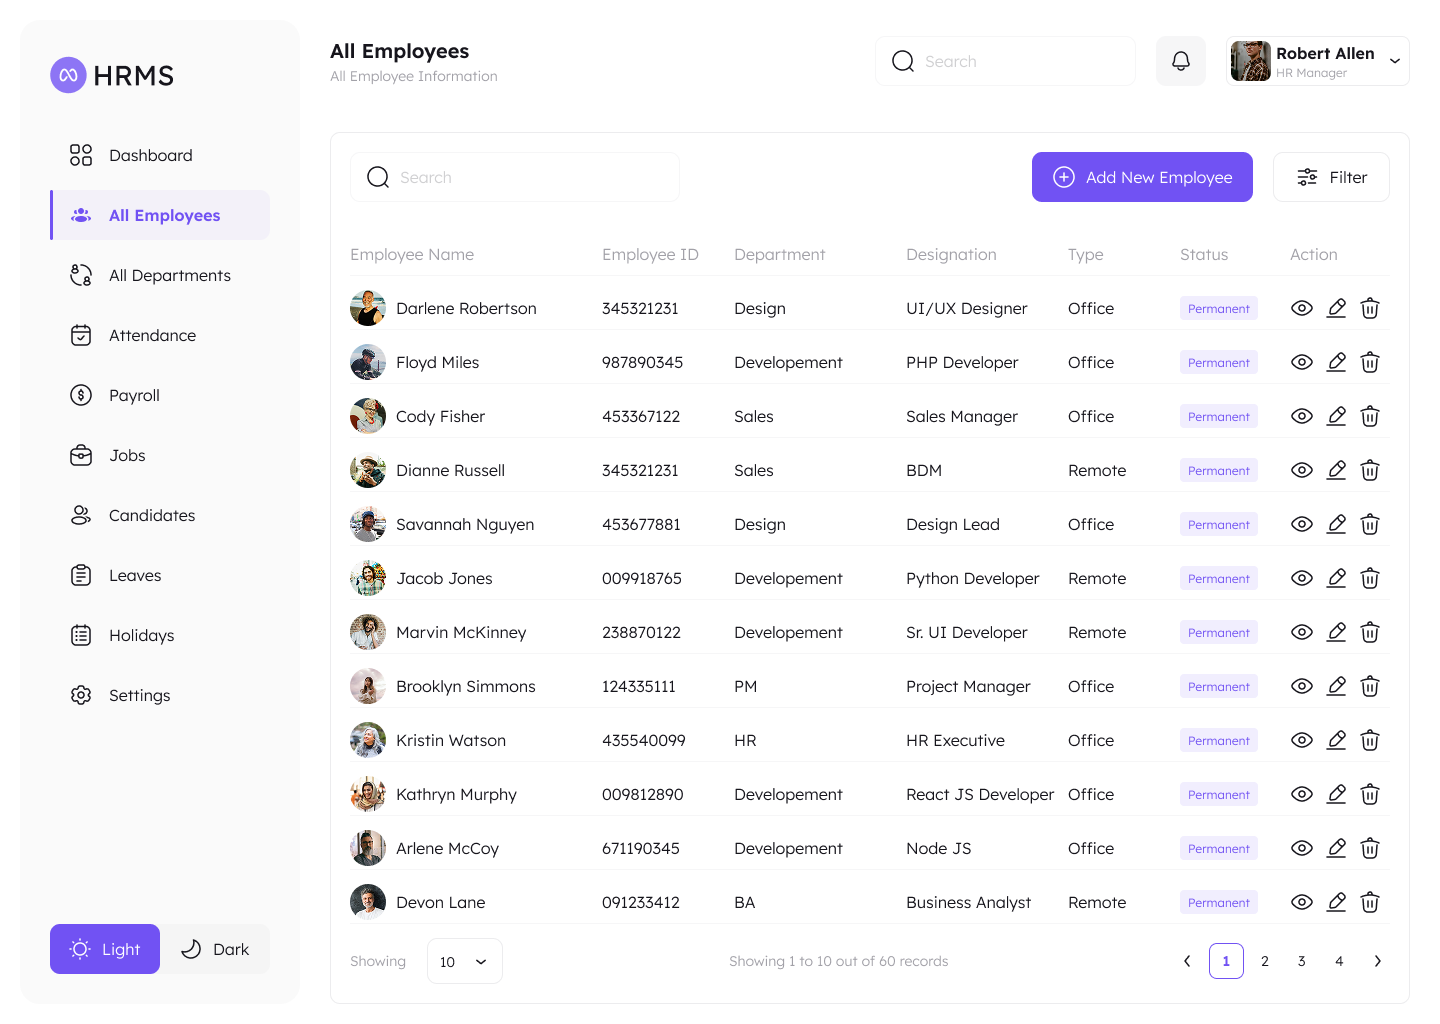 HRMS
Dashboard
All Employees
All Departments
Attendance
Payroll
Jobs
Candidates
Leaves
Holidays
Settings
Light Dark
All Employees
All Employee Information
Search
Robert Allen
HR Manager
Search
Add New Employee
Filter
Employee Name Employee ID Department Designation Type Status Action
Darlene Robertson 345321231 Design UI/UX Designer Office Permanent
Floyd Miles 987890345 Developement PHP Developer Office Permanent
Cody Fisher 453367122 Sales Sales Manager Office Permanent
Dianne Russell 345321231 Sales BDM Remote Permanent
Savannah Nguyen 453677881 Design Design Lead Office Permanent
Jacob Jones 009918765 Developement Python Developer Remote Permanent
Marvin McKinney 238870122 Developement Sr. UI Developer Remote Permanent
Brooklyn Simmons 124335111 PM Project Manager Office Permanent
Kristin Watson 435540099 HR HR Executive Office Permanent
Kathryn Murphy 009812890 Developement React JS Developer Office Permanent
Arlene McCoy 671190345 Developement Node JS Office Permanent
Devon Lane 091233412 BA Business Analyst Remote Permanent
Showing 10 Showing 1 to 10 out of 60 records 1 2 3 4